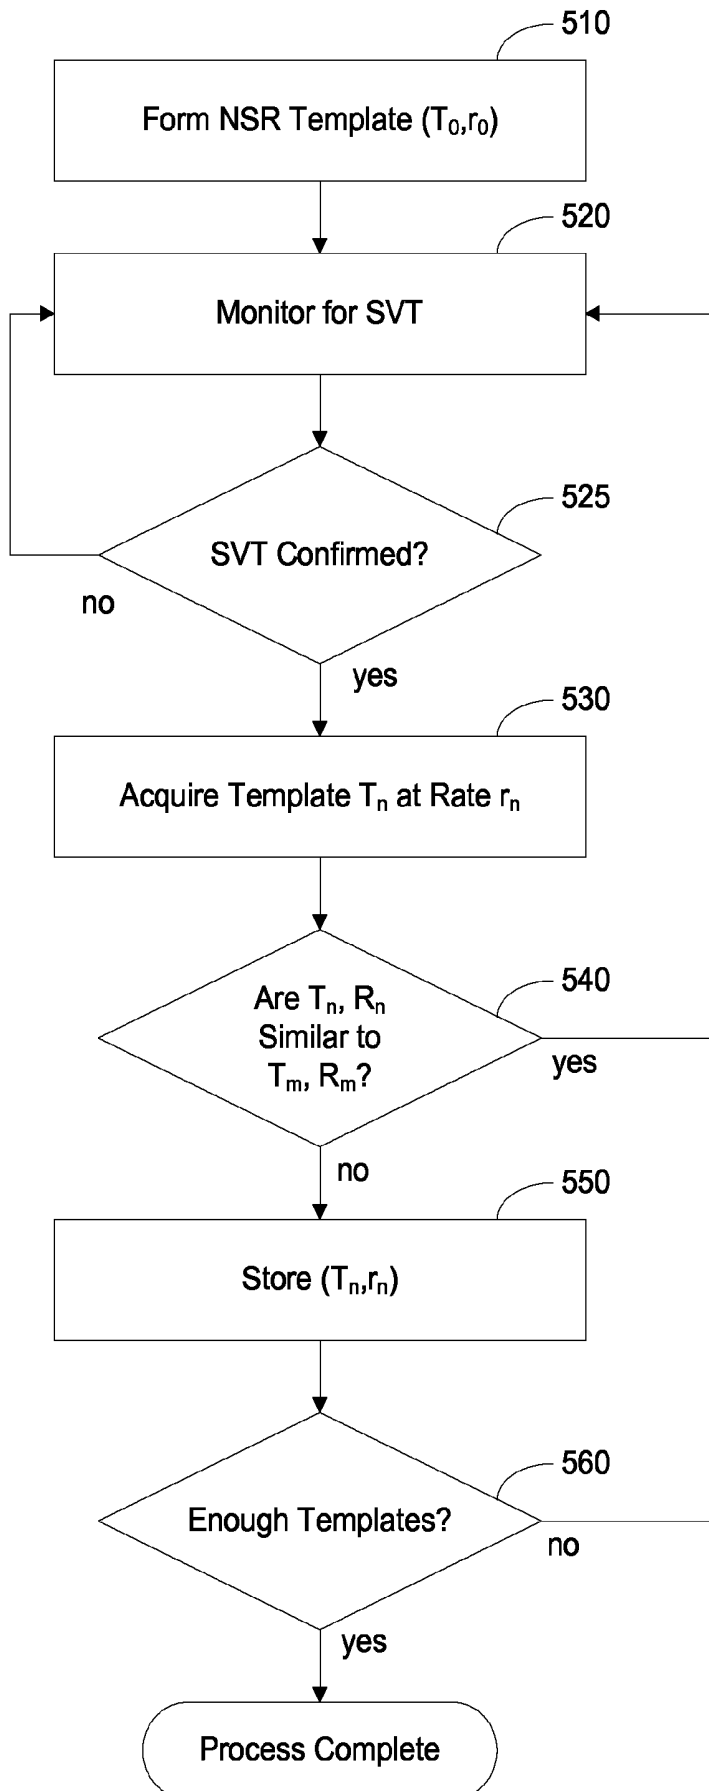 510
Form NSR Template (T0,r0)
520
Monitor for SVT
525
SVT Confirmed?
no
yes
530
Acquire Template Tn at Rate rn
540
Are Tn, Rn
Similar to
Tm, Rm?
yes
no
550
Store (Tn,rn)
560
Enough Templates?
no
yes
Process Complete